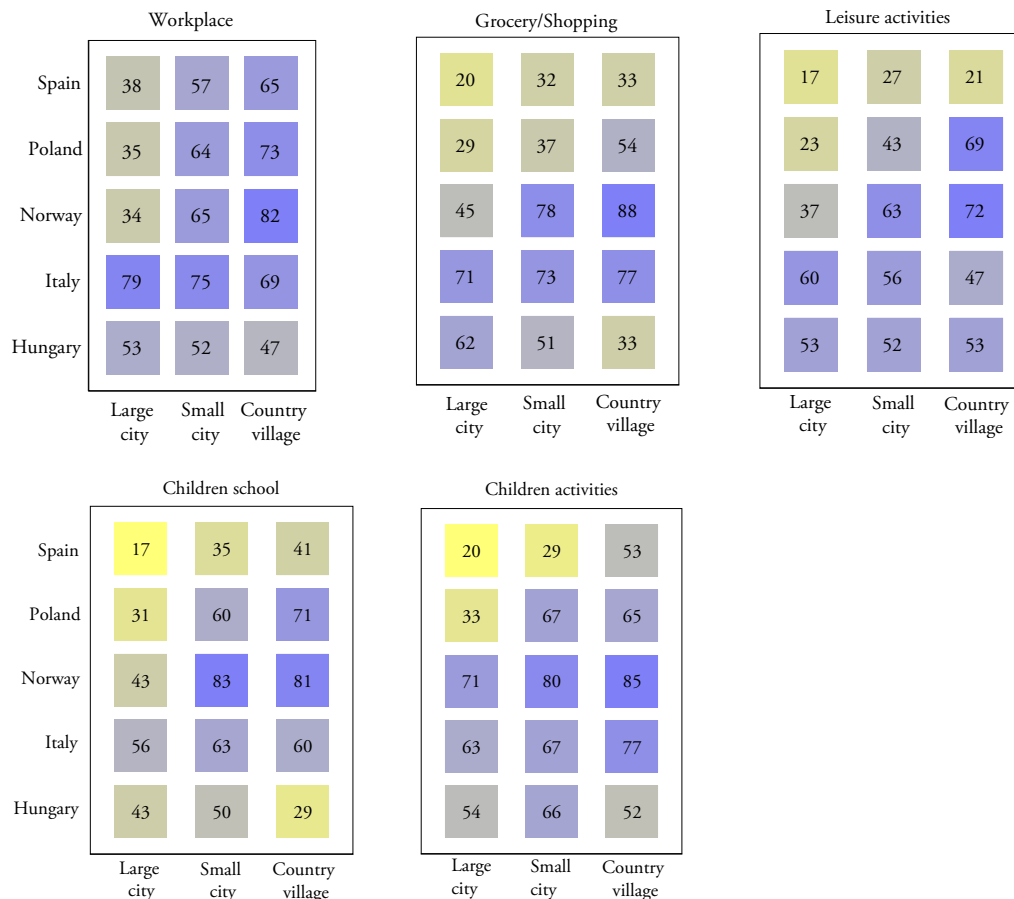 Workplace
Spain 38 57 65
Poland 35 64 73
Norway 34 65 82
Italy 79 75 69
Hungary 53 52 47
Large Small Country
city city village
Grocery/Shopping
20 32 33
29 37 54
45 78 88
71 73 77
62 51 33
Large Small Country
city city village
Leisure activities
17 27 21
23 43 69
37 63 72
60 56 47
53 52 53
Large Small Country
city city village
Children school
Spain 17 35 41
Poland 31 60 71
Norway 43 83 81
Italy 56 63 60
Hungary 43 50 29
Large Small Country
city city village
Children activities
20 29 53
33 67 65
71 80 85
63 67 77
54 66 52
Large Small Country
city city village